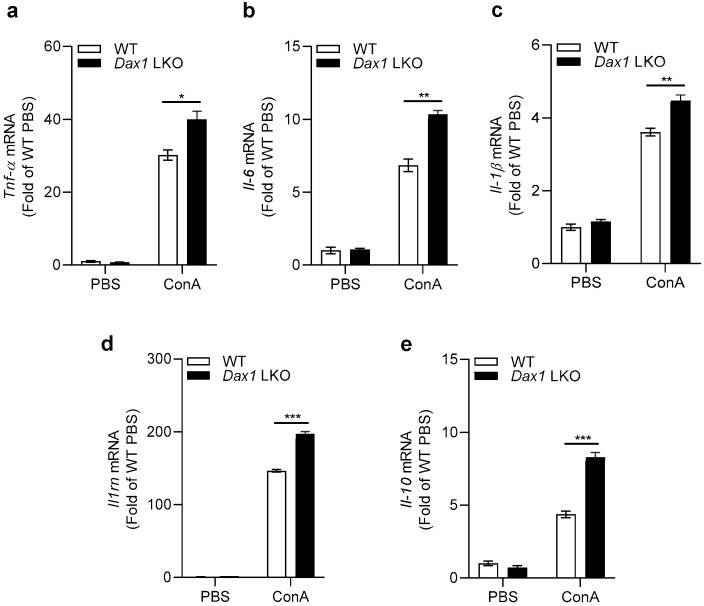 a
WT
Dax1 LKO
Tnf-α mRNA
(Fold of WT PBS)
60
40
20
0
*
PBS
ConA
b
WT
Dax1 LKO
Il-6 mRNA
(Fold of WT PBS)
15
10
5
0
**
PBS
ConA
c
WT
Dax1 LKO
Il-1β mRNA
(Fold of WT PBS)
6
4
2
0
**
PBS
ConA
d
WT
Dax1 LKO
Il1rn mRNA
(Fold of WT PBS)
300
200
100
0
***
PBS
ConA
e
WT
Dax1 LKO
Il-10 mRNA
(Fold of WT PBS)
15
10
5
0
***
PBS
ConA